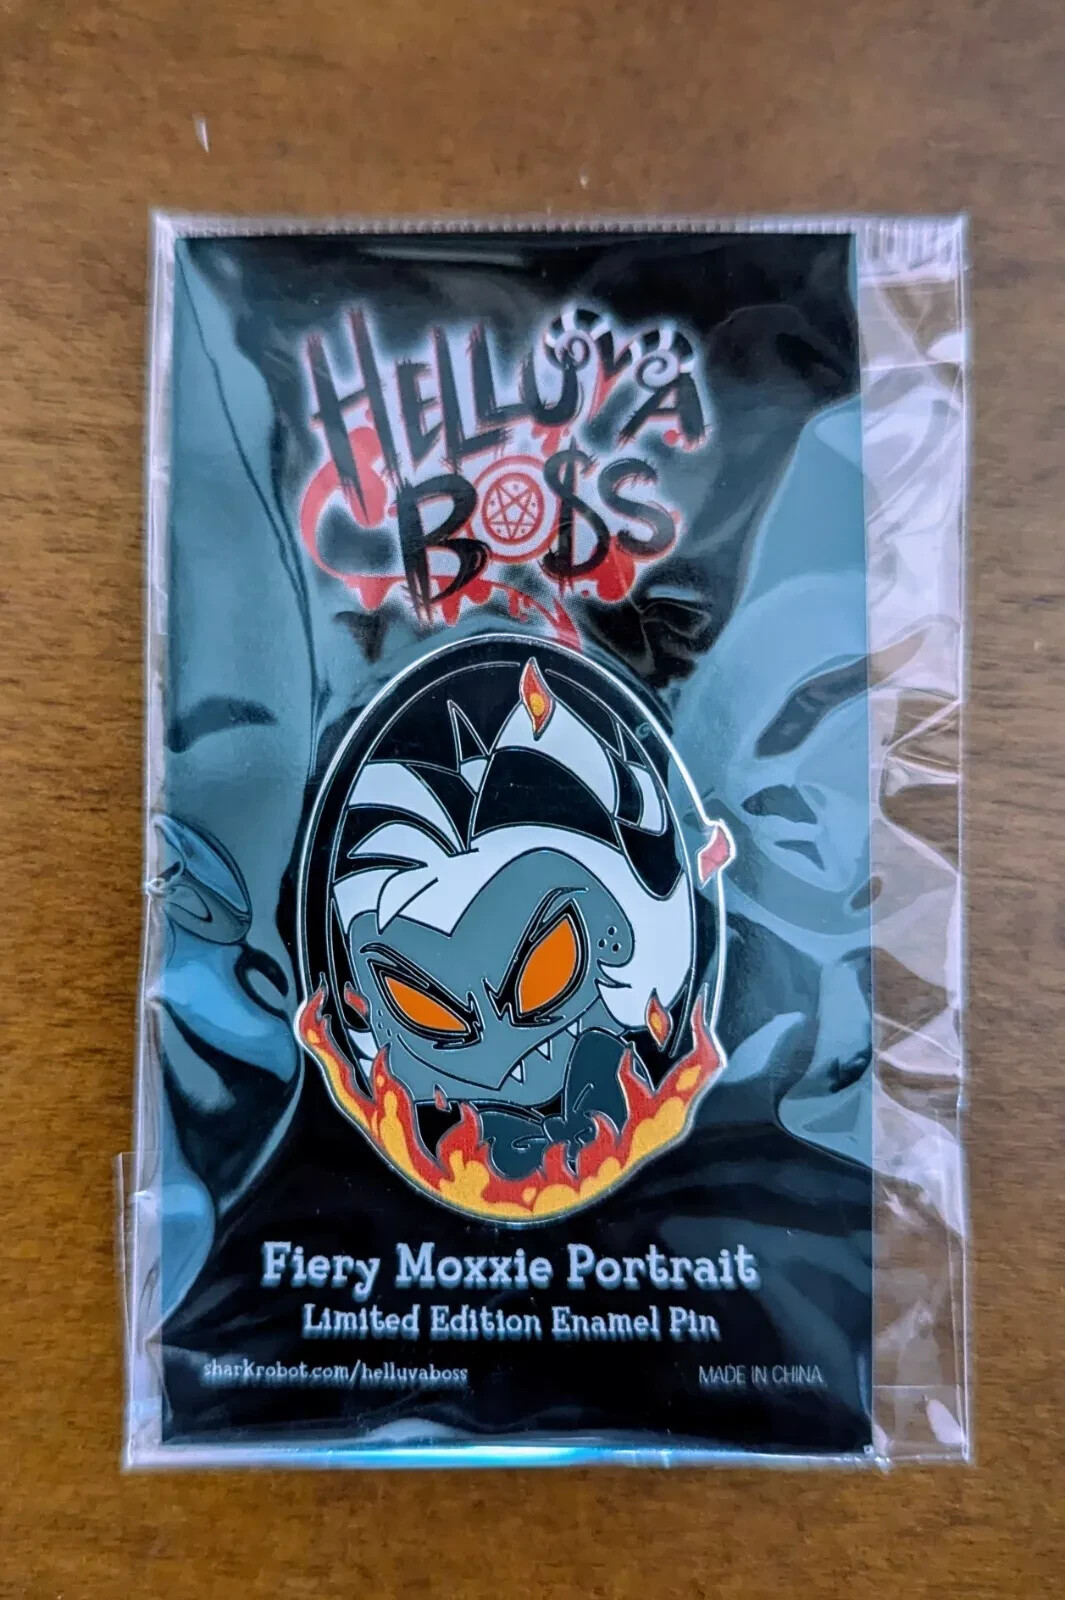 HELLUVA
BO$S
Fiery Moxxie Portrait
Limited Edition Enamel Pin
sharkrobot.com/helluvaboss
MADE IN CHINA